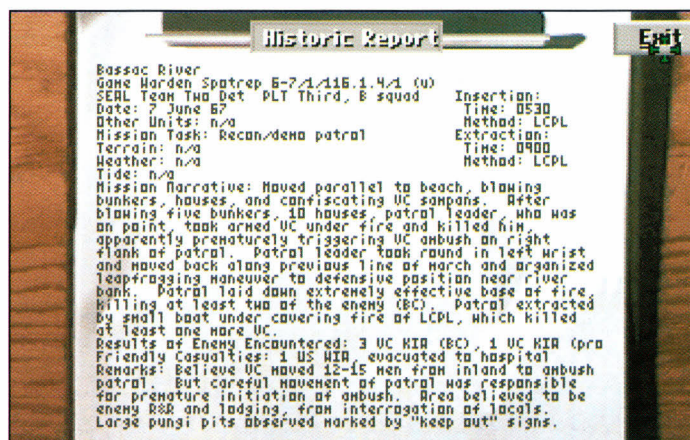 Historic Report
Exit
Bassac River
Game Warden Spotrep 6-7/1/116.1.4/1 (u)
SEAL Team Two Det PLT Third, B squad Insertion:
Date: 7 June 67 Time: 0530
Other Units: n/a Method: LCPL
Mission Task: Recon/demo patrol Extraction:
Terrain: n/a Time: 0900
Weather: n/a Method: LCPL
Tide: n/a
Mission Narrative: Moved parallel to beach, blowing
bunkers, houses, and confiscating VC sampans. After
blowing five bunkers, 10 houses, patrol leader, who was
on point, took armed VC under fire and killed him,
apparently prematurely triggering VC ambush on right
flank of patrol. Patrol leader took round in left wrist
and moved back along previous line of march and organized
leapfrogging maneuver to defensive position near river
bank. Patrol laid down extremely effective base of fire,
killing at least two of the enemy (BC). Patrol extracted
by small boat under covering fire of LCPL, which killed
at least one more VC.
Results of Enemy Encountered: 3 VC KIA (BC), 1 VC KIA (pro
Friendly Casualties: 1 US WIA, evacuated to hospital
Remarks: Believe VC moved 12-15 men from inland to ambush
patrol. But careful movement of patrol was responsible
for premature initiation of ambush. Area believed to be
enemy R&R and lodging, from interrogation of locals.
Large pungi pits observed marked by "keep out" signs.